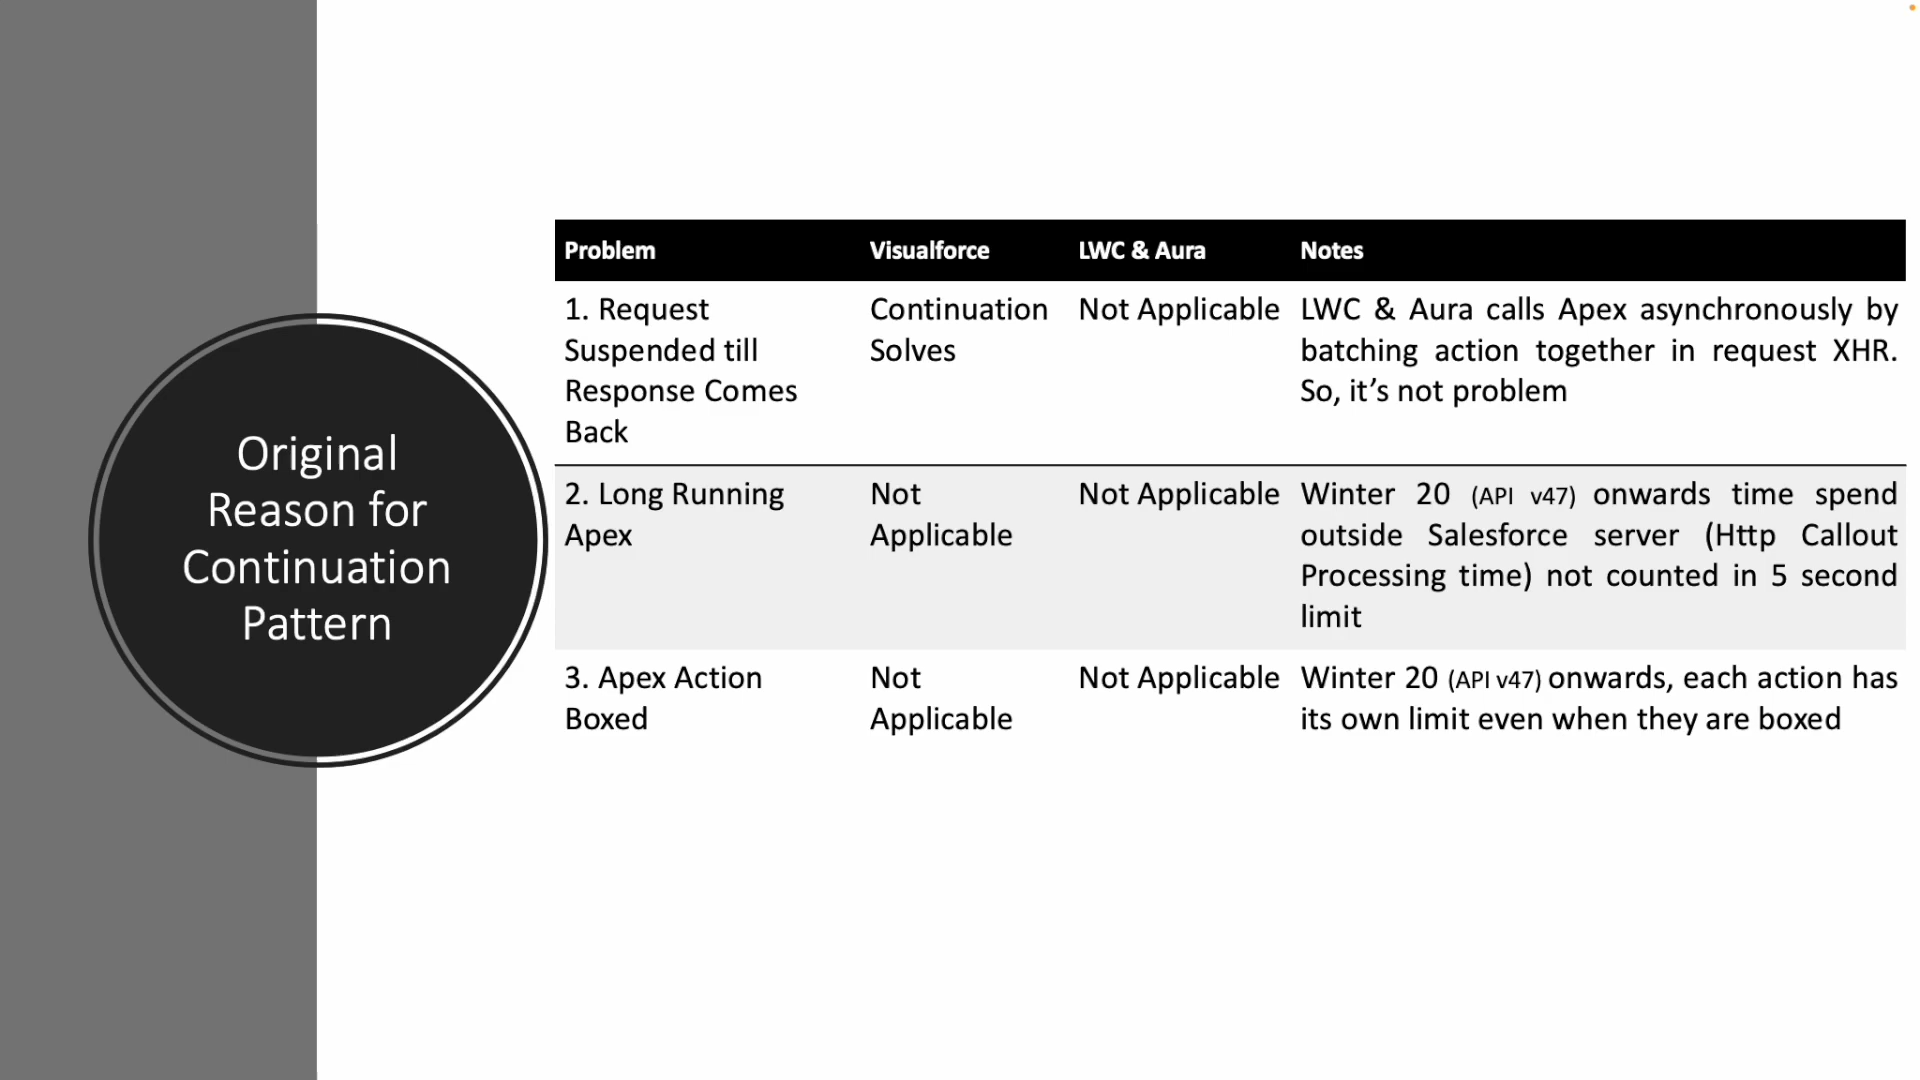 Original
Reason for
Continuation
Pattern
Problem Visualforce LWC & Aura Notes
1. Request
Suspended till
Response Comes
Back
Continuation
Solves
Not Applicable
LWC & Aura calls Apex asynchronously by
batching action together in request XHR.
So, it’s not problem
2. Long Running
Apex
Not
Applicable
Not Applicable
Winter 20 (API v47) onwards time spend
outside Salesforce server (Http Callout
Processing time) not counted in 5 second
limit
3. Apex Action
Boxed
Not
Applicable
Not Applicable
Winter 20 (API v47) onwards, each action has
its own limit even when they are boxed